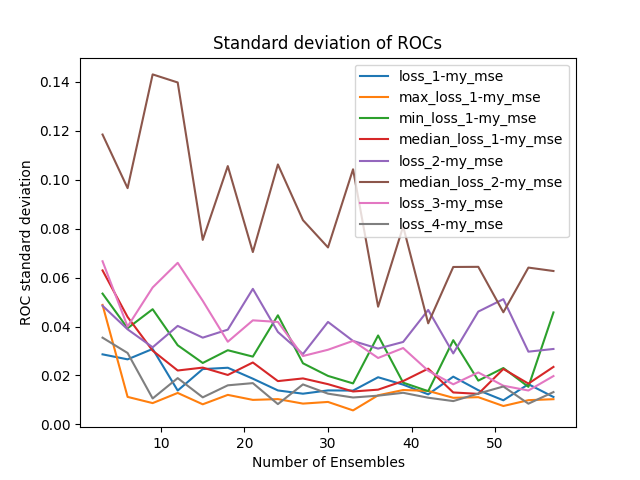 Standard deviation of ROCs
ROC standard deviation
0.14
0.12
0.10
0.08
0.06
0.04
0.02
0.00
loss_1-my_mse
max_loss_1-my_mse
min_loss_1-my_mse
median_loss_1-my_mse
loss_2-my_mse
median_loss_2-my_mse
loss_3-my_mse
loss_4-my_mse
10 20 30 40 50
Number of Ensembles